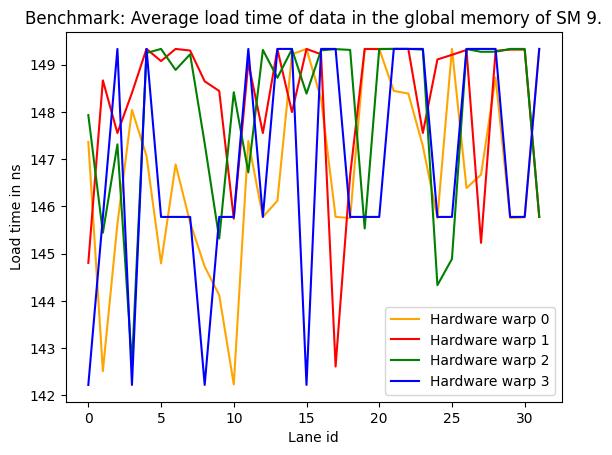 Benchmark: Average load time of data in the global memory of SM 9.
Load time in ns
149
148
147
146
145
144
143
142
0
5
10
15
20
25
30
Lane id
Hardware warp 0
Hardware warp 1
Hardware warp 2
Hardware warp 3